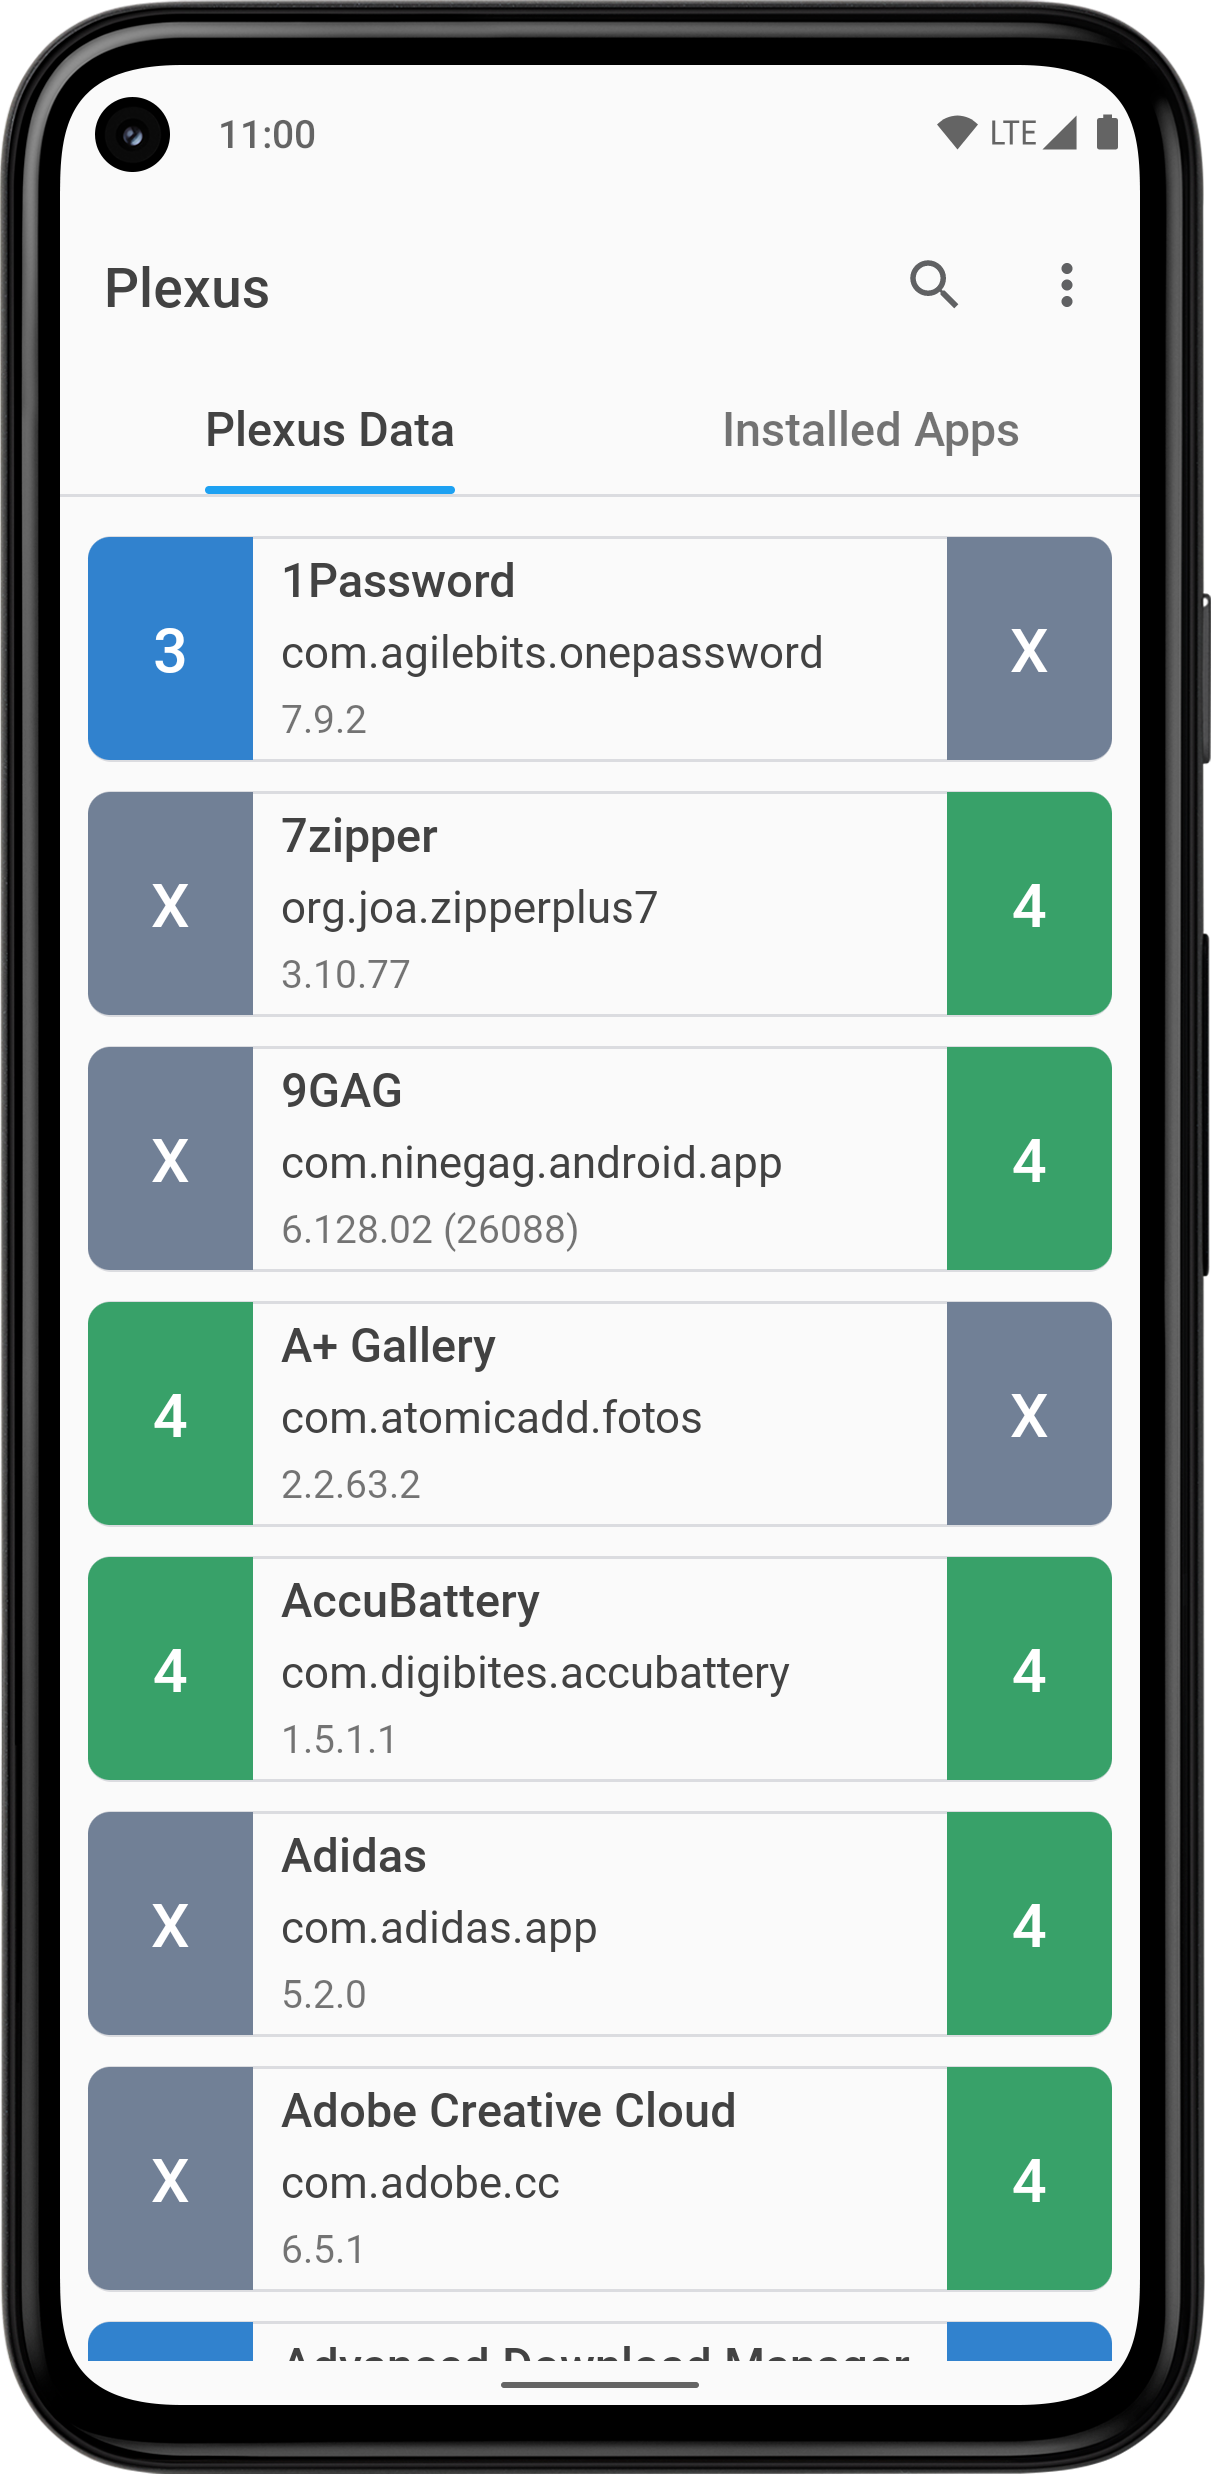 11:00 LTE
Plexus
Plexus Data Installed Apps
1Password
3 com.agilebits.onepassword X
7.9.2
7zipper
X org.joa.zipperplus7 4
3.10.77
9GAG
X com.ninegag.android.app 4
6.128.02 (26088)
A+ Gallery
4 com.atomicadd.fotos X
2.2.63.2
AccuBattery
4 com.digibites.accubattery 4
1.5.1.1
Adidas
X com.adidas.app 4
5.2.0
Adobe Creative Cloud
X com.adobe.cc 4
6.5.1
Advanced Download Manager